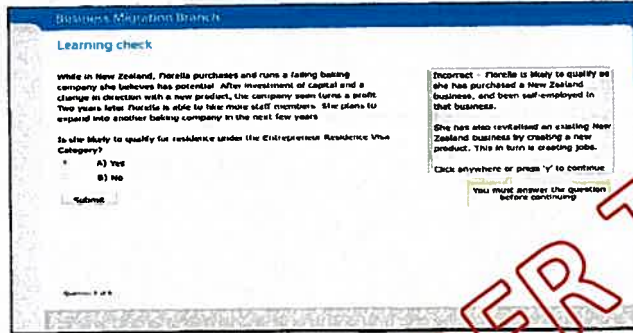 Business Migration Branch
Learning check
While in New Zealand, Fiorella purchases and runs a failing baking
company she believes has potential. After investment of capital and a
change in direction with a new product, the company soon turns a profit.
Two years later Fiorella is able to hire more staff members. She plans to
expand into another baking company in the next few years
Is she likely to qualify for residence under the Entrepreneur Residence Visa
Category?
A) Yes
B) No
Submit
Incorrect - Fiorella is likely to qualify as
she has purchased a New Zealand
business, and been self-employed in
that business.
She has also revitalised an existing New
Zealand business by creating a new
product. This in turn is creating jobs.
Click anywhere or press 'y' to continue
You must answer the question
before continuing
ER